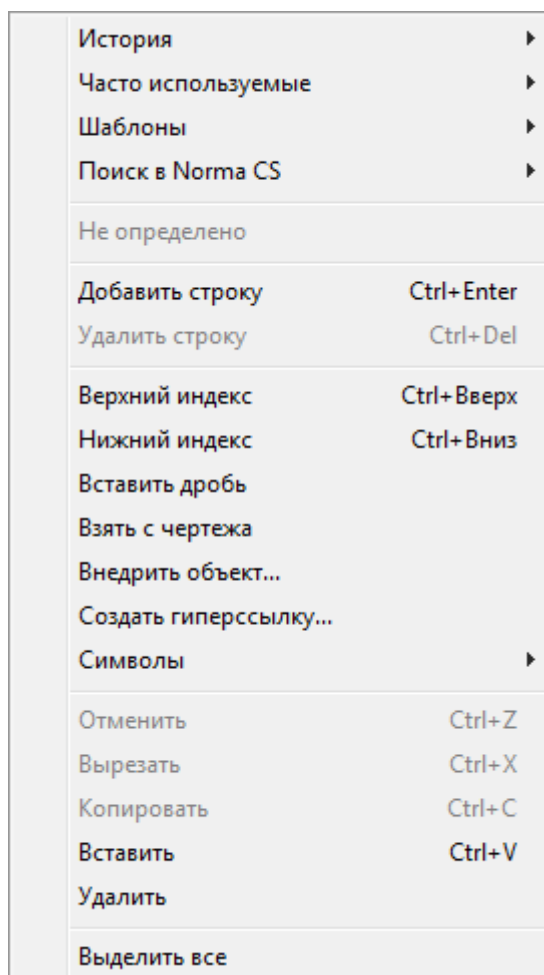 История
Часто используемые
Шаблоны
Поиск в Norma CS
Не определено
Добавить строку Ctrl+Enter
Удалить строку Ctrl+Del
Верхний индекс Ctrl+Вверх
Нижний индекс Ctrl+Вниз
Вставить дробь
Взять с чертежа
Внедрить объект...
Создать гиперссылку...
Символы
Отменить Ctrl+Z
Вырезать Ctrl+X
Копировать Ctrl+C
Вставить Ctrl+V
Удалить
Выделить все